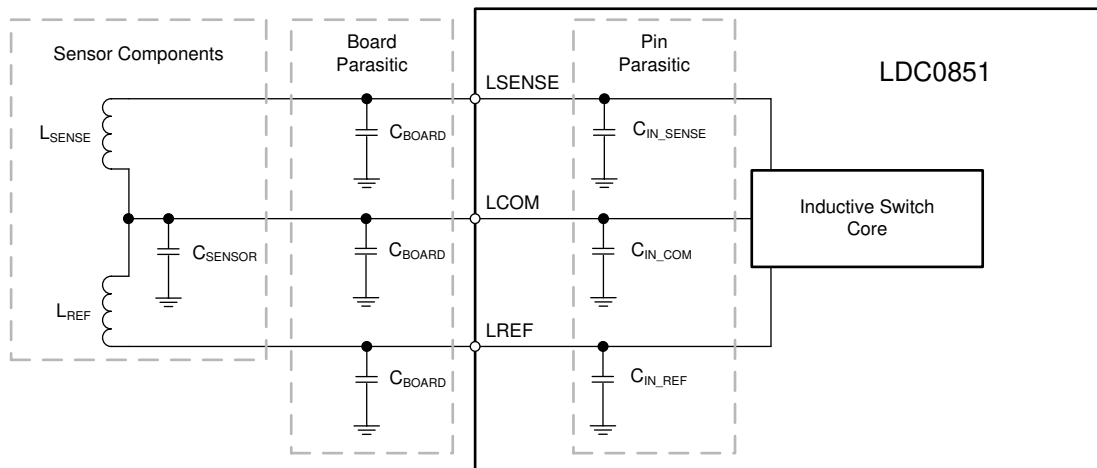 Sensor Components
Board
Parasitic
Pin
Parasitic
LDC0851
LSENSE
LSENSE
CBOARD
CIN_SENSE
LCOM
Inductive Switch
Core
CSENSOR
CBOARD
CIN_COM
LREF
LREF
CBOARD
CIN_REF